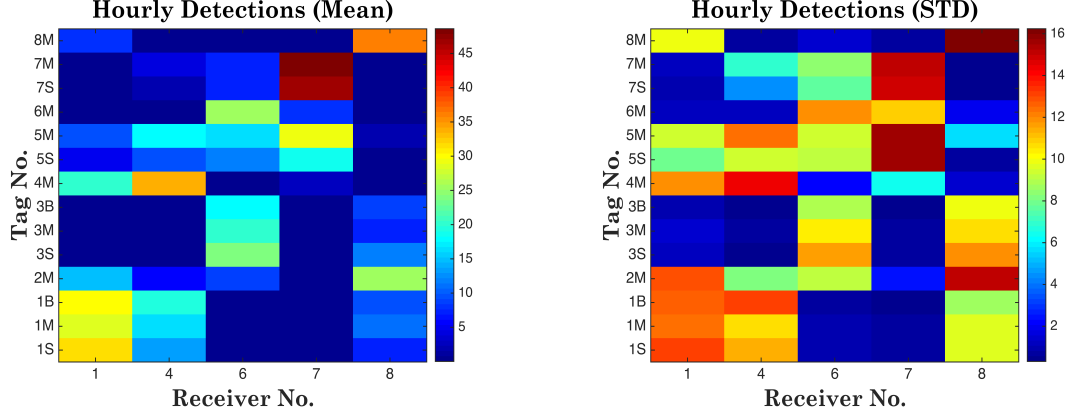 Hourly Detections (Mean)
Tag No.
8M
7M
7S
6M
5M
5S
4M
3B
3M
3S
2M
1B
1M
1S
1 4 6 7 8
Receiver No.
45
40
35
30
25
20
15
10
5
Hourly Detections (STD)
Tag No.
8M
7M
7S
6M
5M
5S
4M
3B
3M
3S
2M
1B
1M
1S
1 4 6 7 8
Receiver No.
16
14
12
10
8
6
4
2